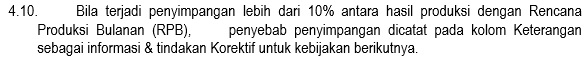 4.10. Bila terjadi penyimpangan lebih dari 10% antara hasil produksi dengan Rencana
Produksi Bulanan (RPB), penyebab penyimpangan dicatat pada kolom Keterangan
sebagai informasi & tindakan Korektif untuk kebijakan berikutnya.